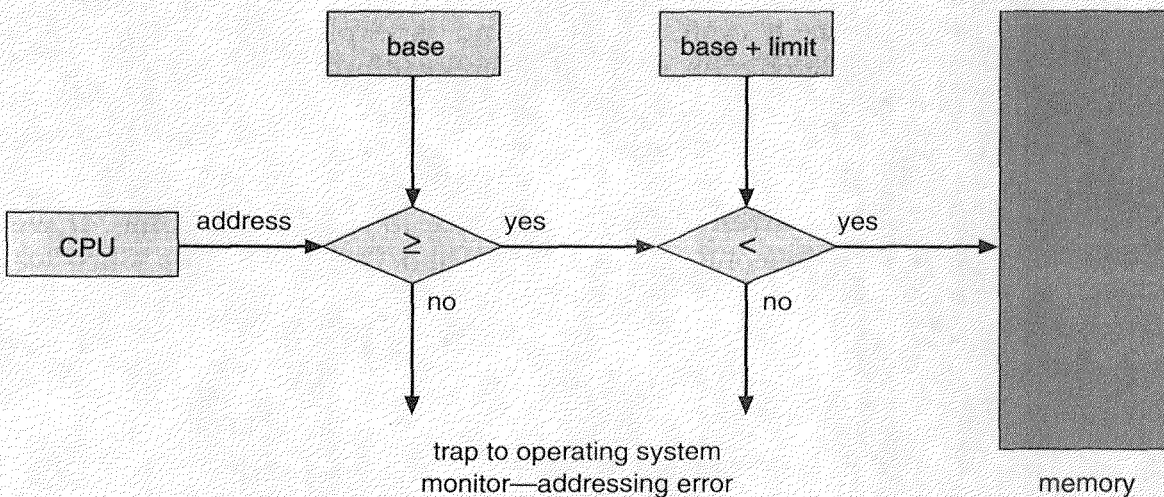 base
base + limit
CPU
address
≥
yes
<
yes
no
no
trap to operating system
monitor—addressing error
memory